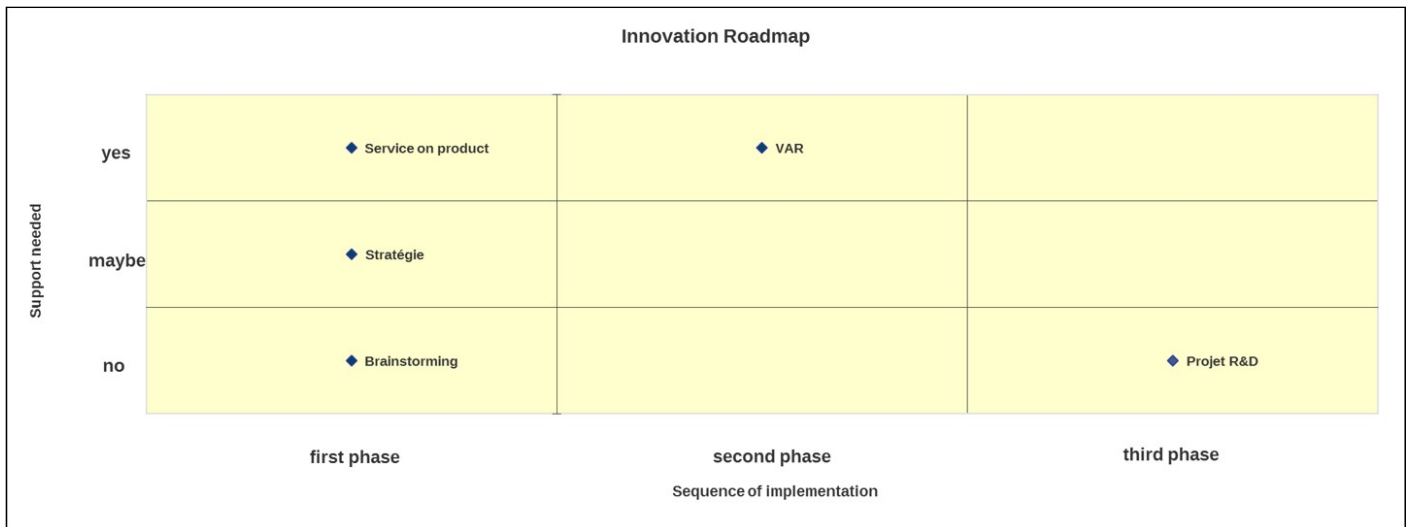 Innovation Roadmap
yes
Service on product
VAR
Support needed
maybe
Stratégie
no
Brainstorming
Projet R&D
first phase
second phase
third phase
Sequence of implementation